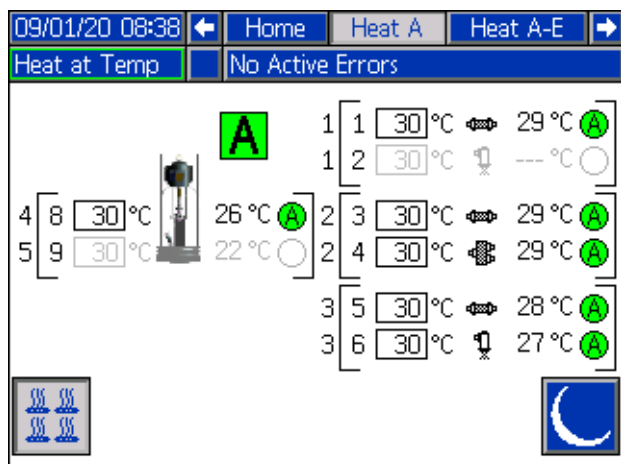 09/01/20 08:38 Home Heat A Heat A-E
Heat at Temp No Active Errors
A
1 1 30 °C 29 °C A
1 2 30 °C --- °C
4 8 30 °C 26 °C A 2 3 30 °C 29 °C A
5 9 30 °C 22 °C 2 4 30 °C 29 °C A
3 5 30 °C 28 °C A
3 6 30 °C 27 °C A